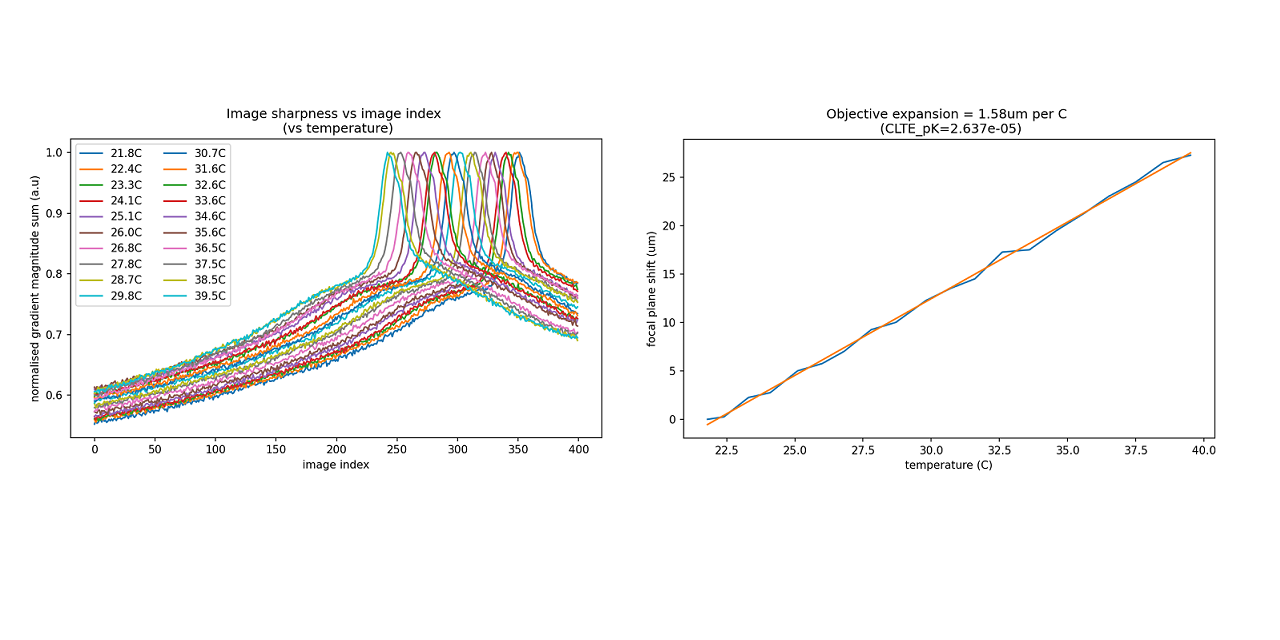 Image sharpness vs image index
(vs temperature)
normalised gradient magnitude sum (a.u)
1.0
0.9
0.8
0.7
0.6
21.8C 30.7C
22.4C 31.6C
23.3C 32.6C
24.1C 33.6C
25.1C 34.6C
26.0C 35.6C
26.8C 36.5C
27.8C 37.5C
28.7C 38.5C
29.8C 39.5C
0 50 100 150 200 250 300 350 400
image index
Objective expansion = 1.58um per C
(CLTE_pK=2.637e-05)
focal plane shift (um)
25
20
15
10
5
0
22.5 25.0 27.5 30.0 32.5 35.0 37.5 40.0
temperature (C)